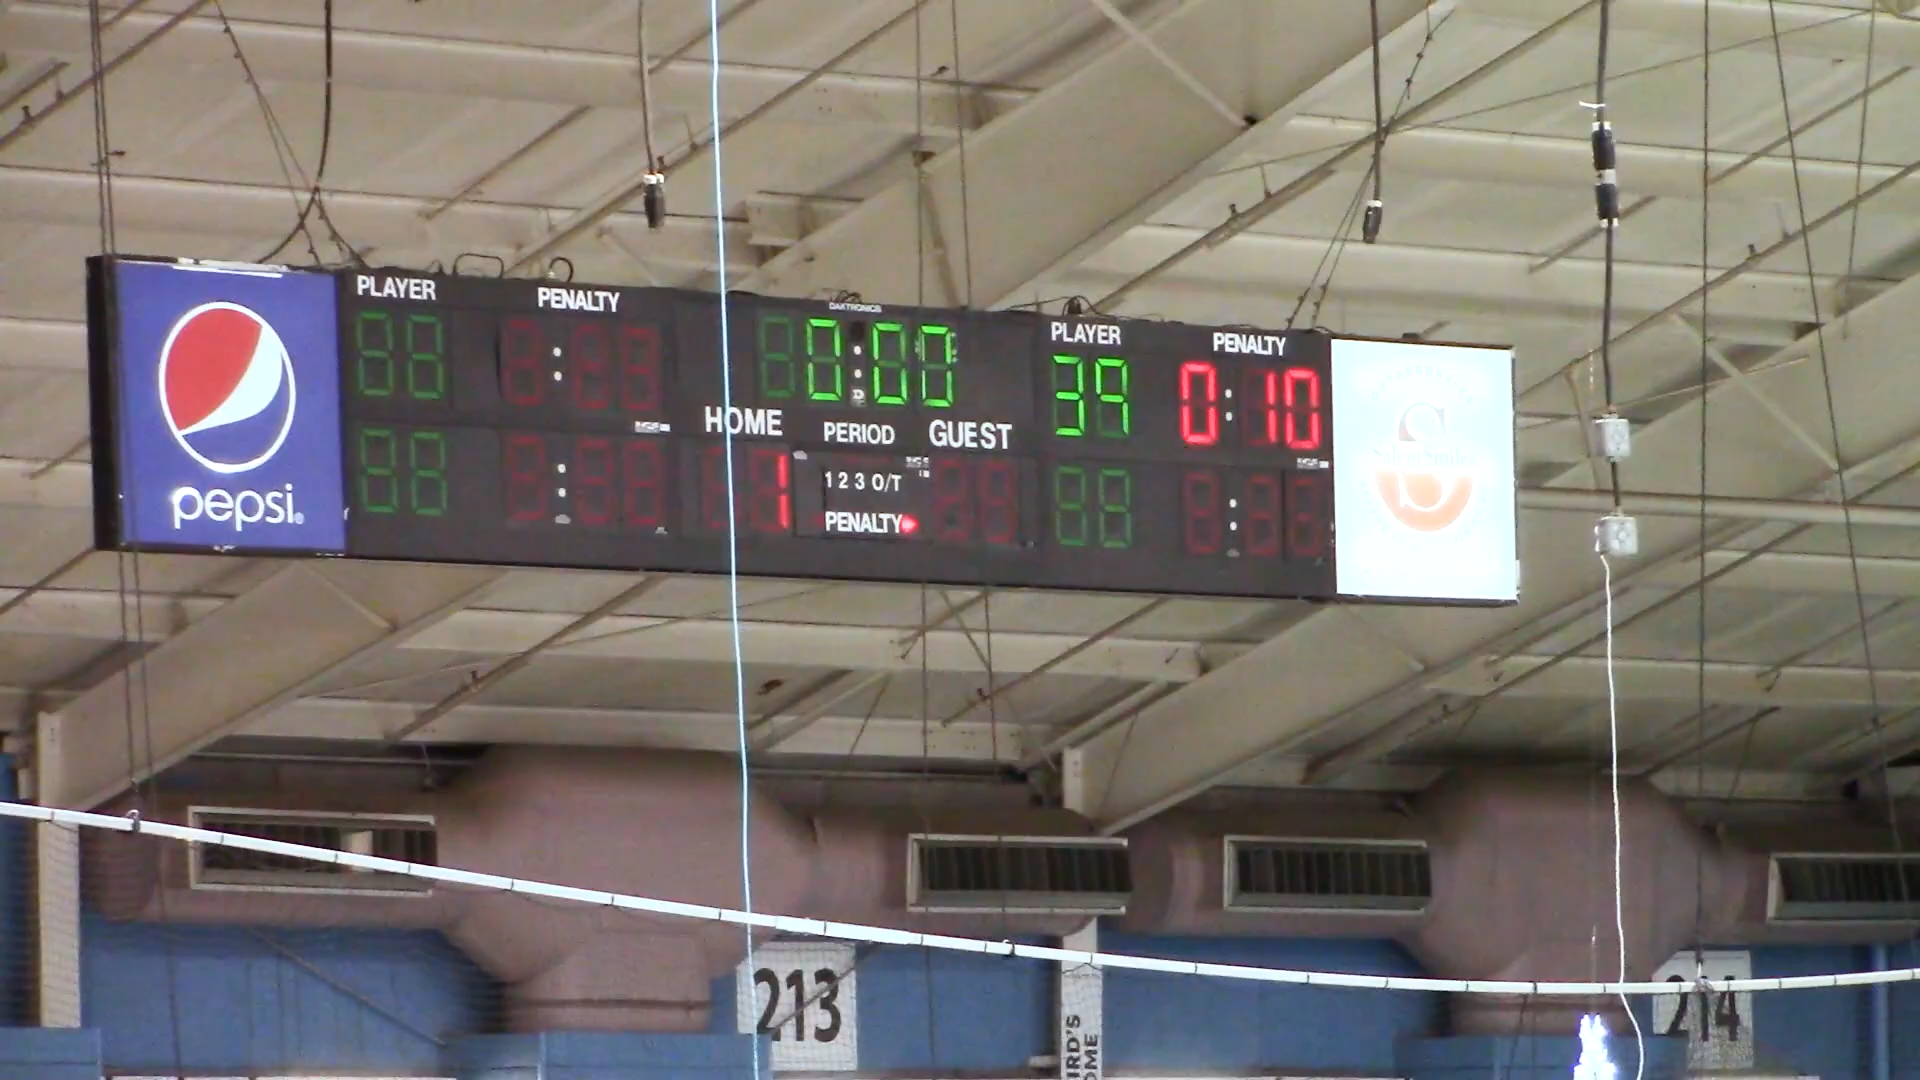 PLAYER PENALTY DAKTRONICS PLAYER PENALTY
0:00 39 0:10
HOME PERIOD GUEST
1 1 2 3 O/T
PENALTY
pepsi
213
214